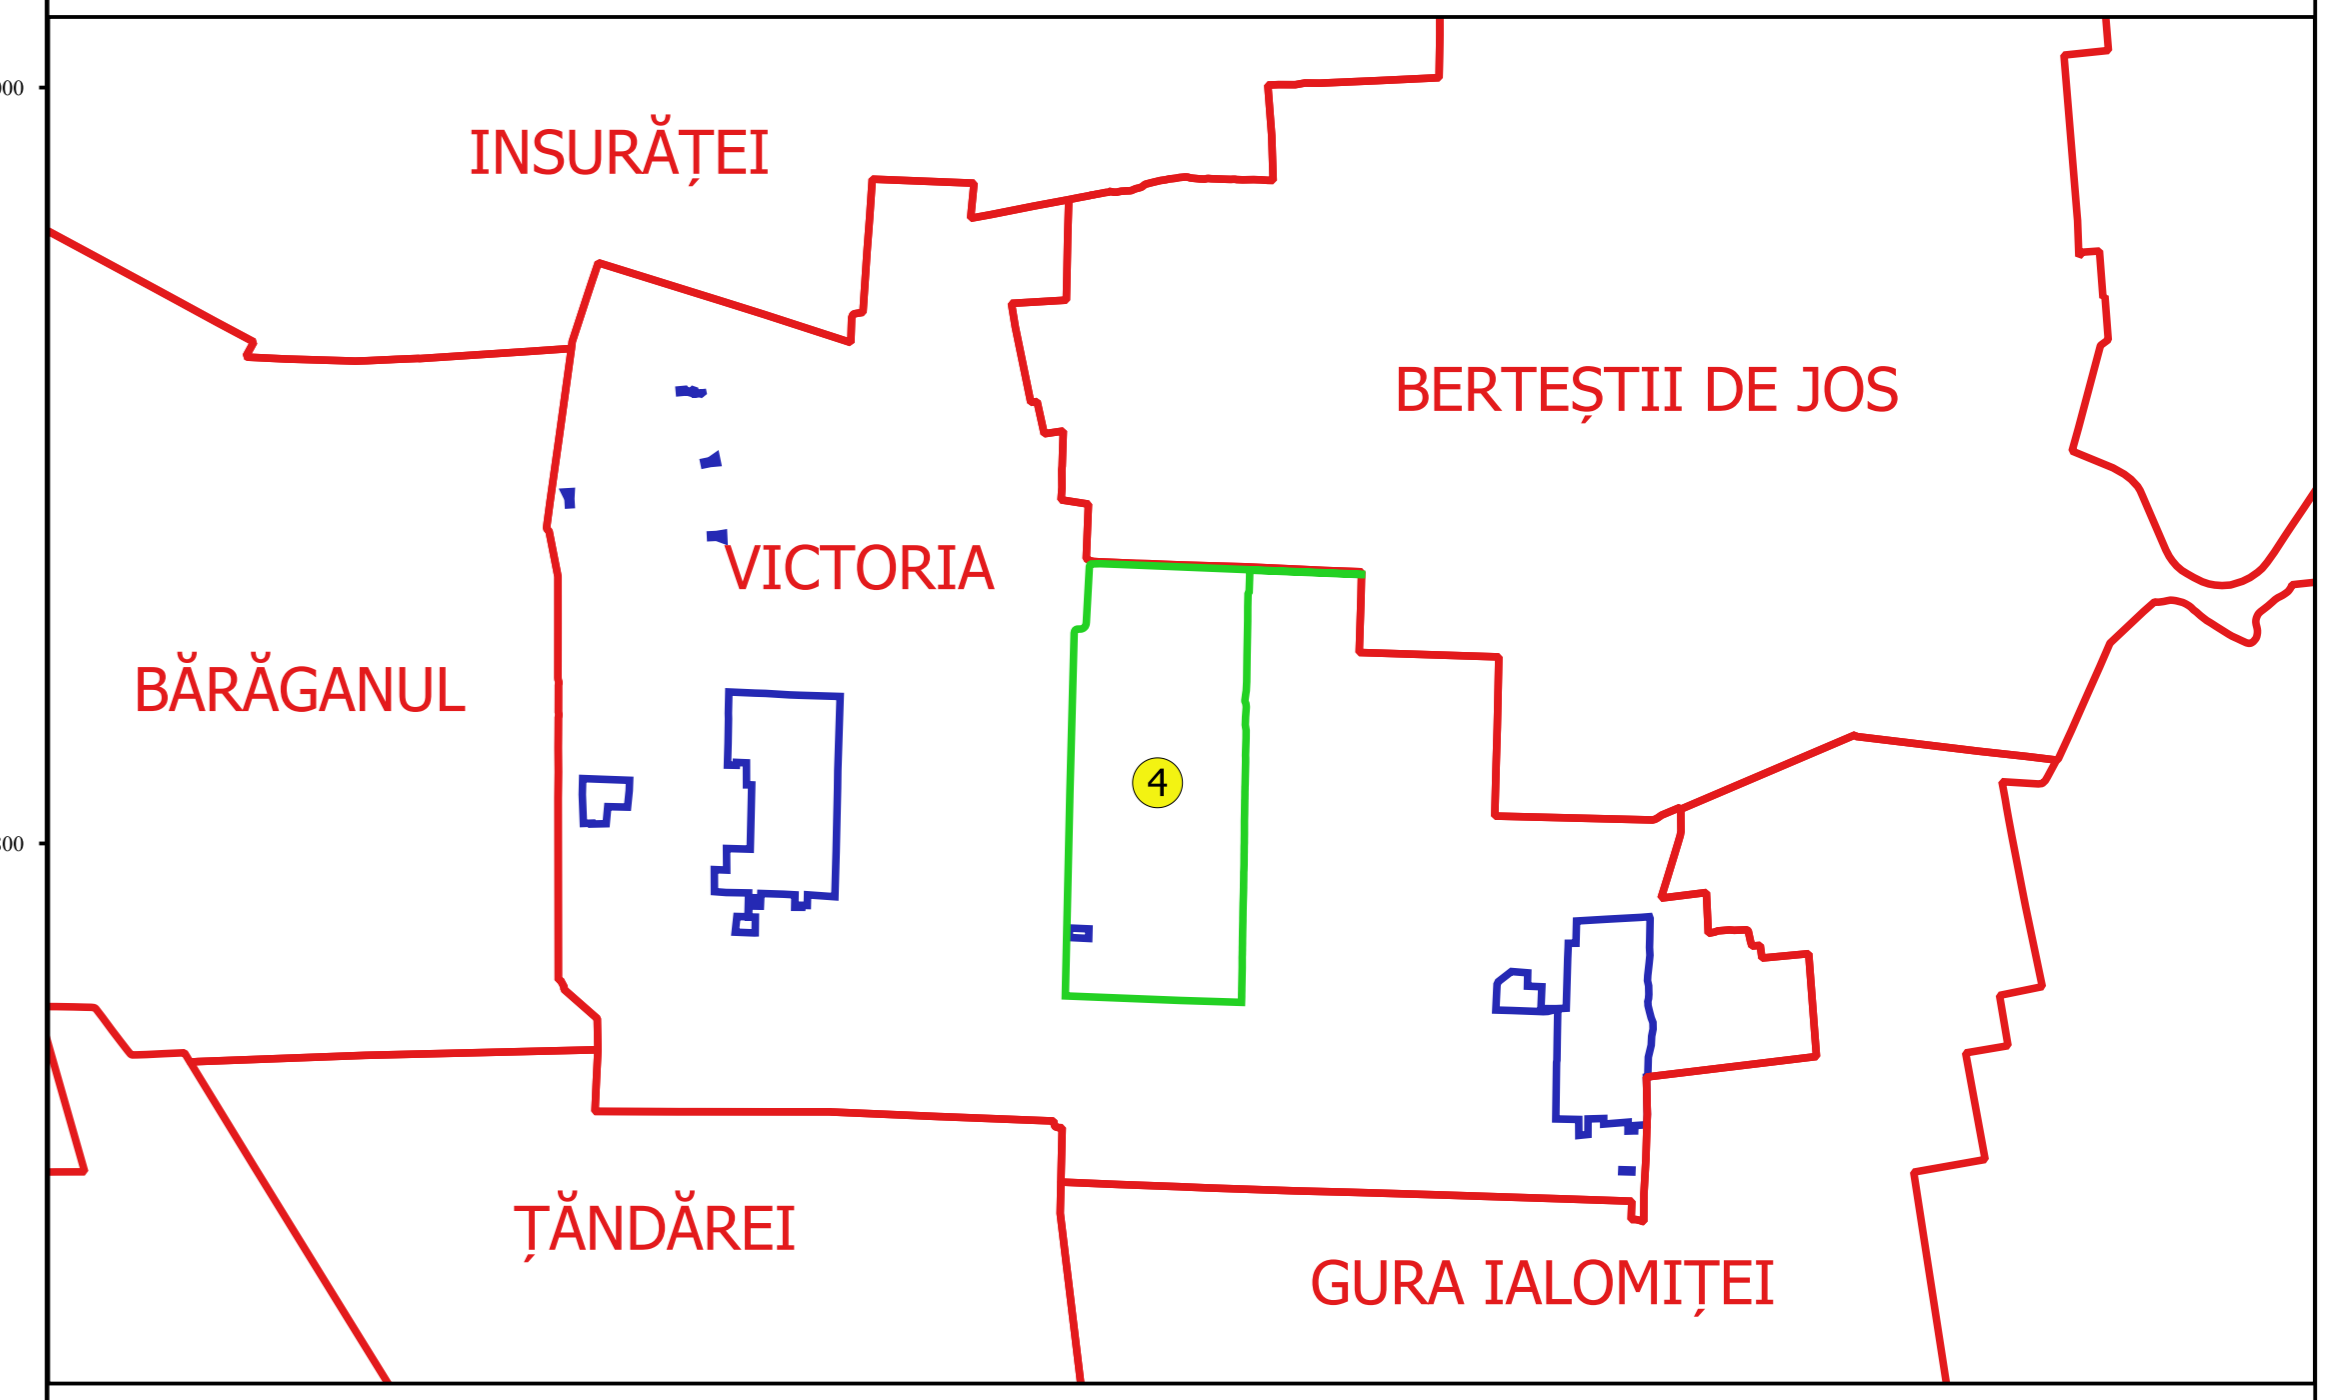 INSURĂȚEI
BERTEȘTII DE JOS
VICTORIA
BĂRĂGANUL
4
ȚĂNDĂREI
GURA IALOMIȚEI